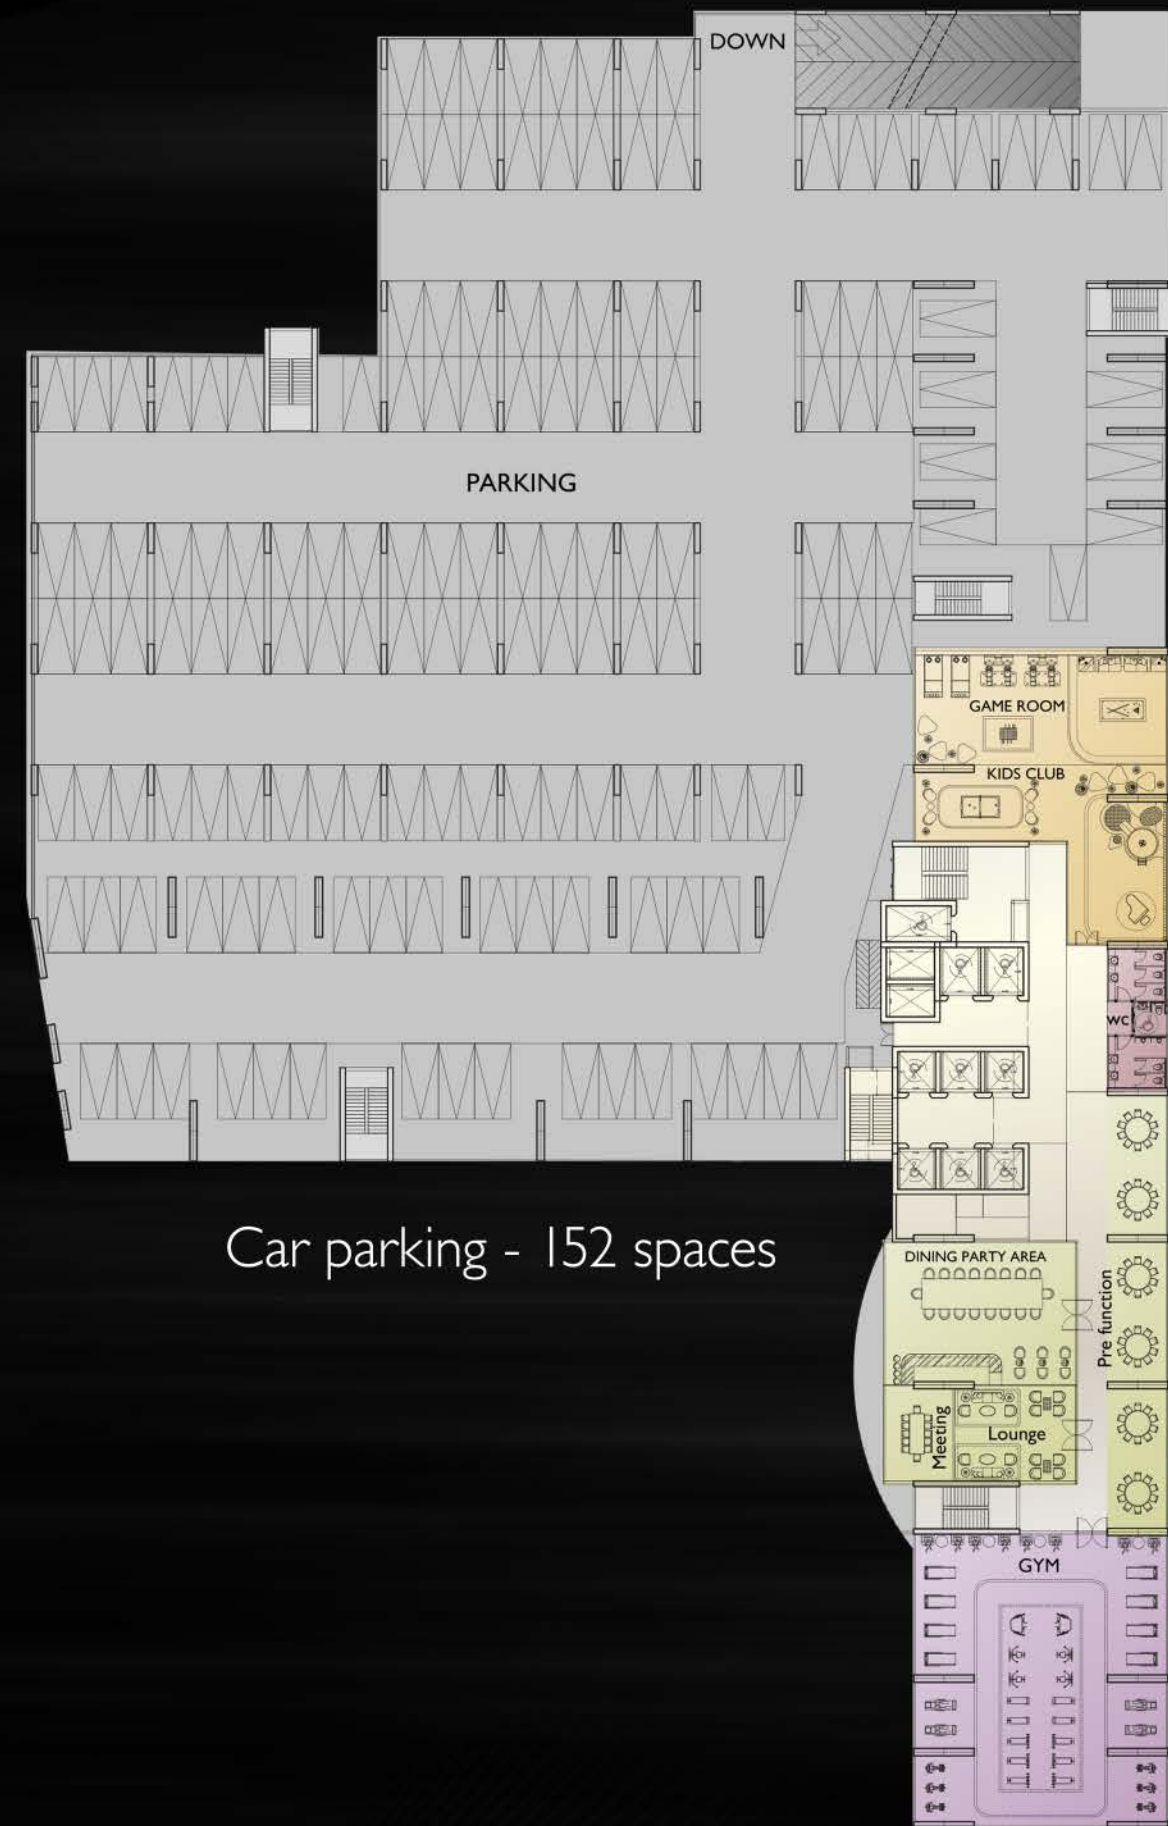 DOWN
PARKING
GAME ROOM
KIDS CLUB
WC
Car parking - 152 spaces
DINING PARTY AREA
Pre function
Meeting
Lounge
GYM